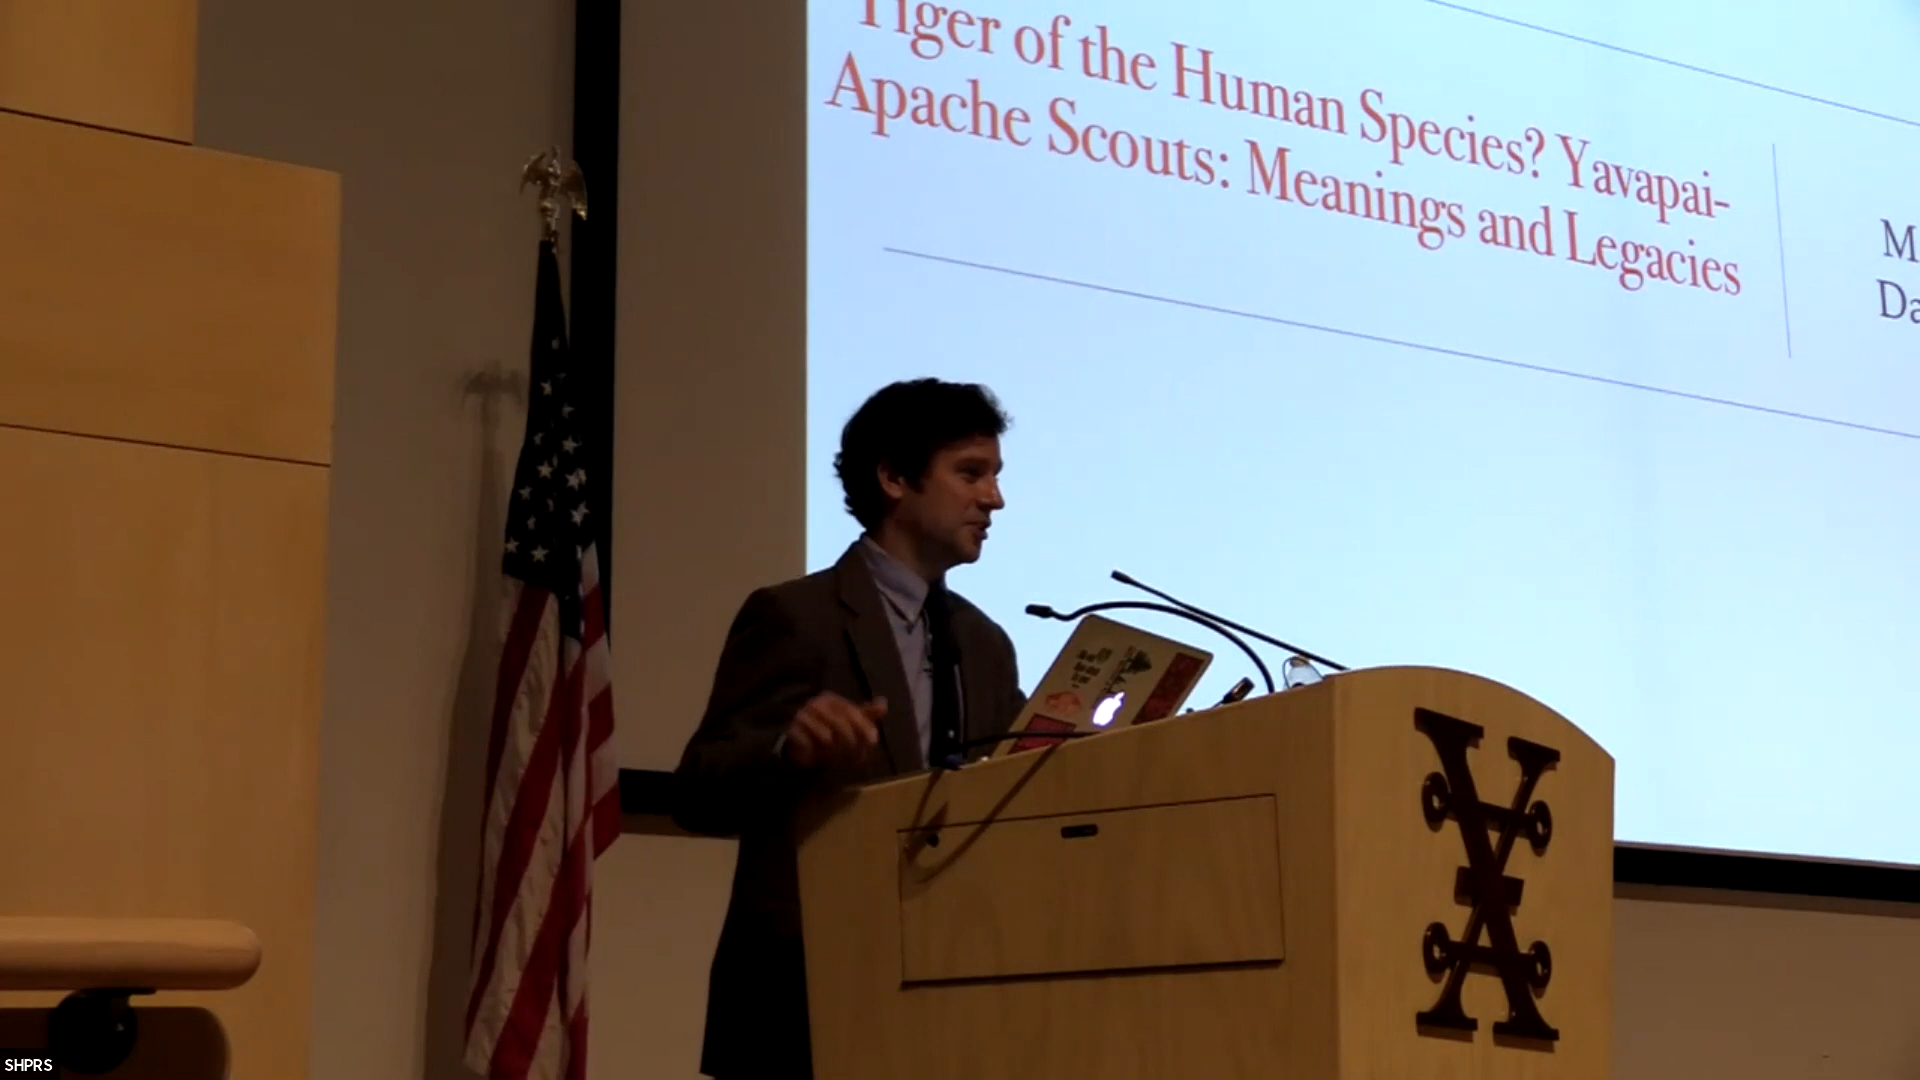 Tiger of the Human Species? Yavapai-
Apache Scouts: Meanings and Legacies
M
Da
SHPRS